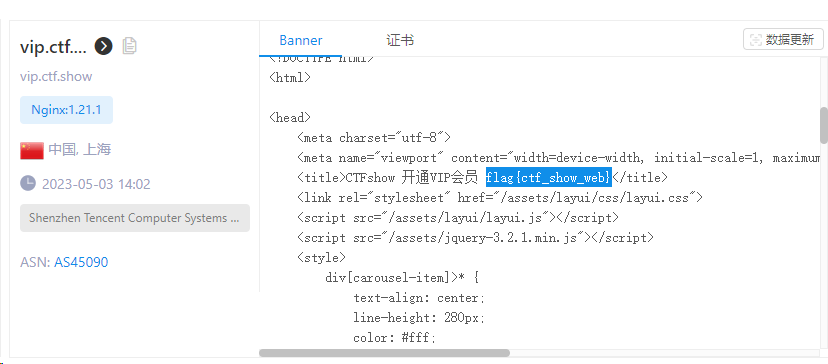 vip.ctf....
vip.ctf.show
Nginx:1.21.1
中国, 上海
2023-05-03 14:02
Shenzhen Tencent Computer Systems ...
ASN: AS45090
Banner
证书
数据更新
<!DOCTYPE html>
<html>
<head>
<meta charset="utf-8">
<meta name="viewport" content="width=device-width, initial-scale=1, maximum
<title>CTFshow 开通VIP会员 flag{ctf_show_web}</title>
<link rel="stylesheet" href="/assets/layui/css/layui.css">
<script src="/assets/layui/layui.js"></script>
<script src="/assets/jquery-3.2.1.min.js"></script>
<style>
div[carousel-item]>* {
text-align: center;
line-height: 280px;
color: #fff;